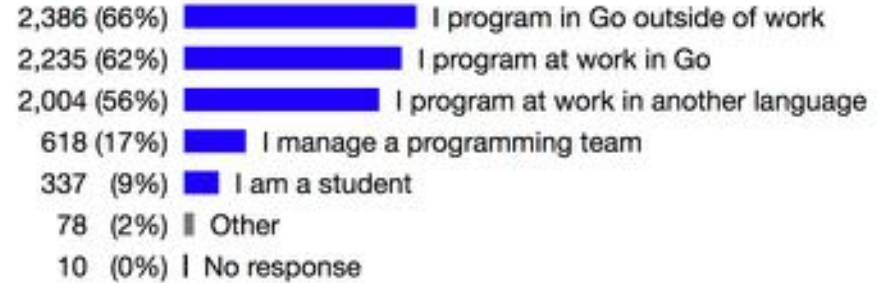 2,386 (66%) I program in Go outside of work
2,235 (62%) I program at work in Go
2,004 (56%) I program at work in another language
618 (17%) I manage a programming team
337 (9%) I am a student
78 (2%) Other
10 (0%) No response